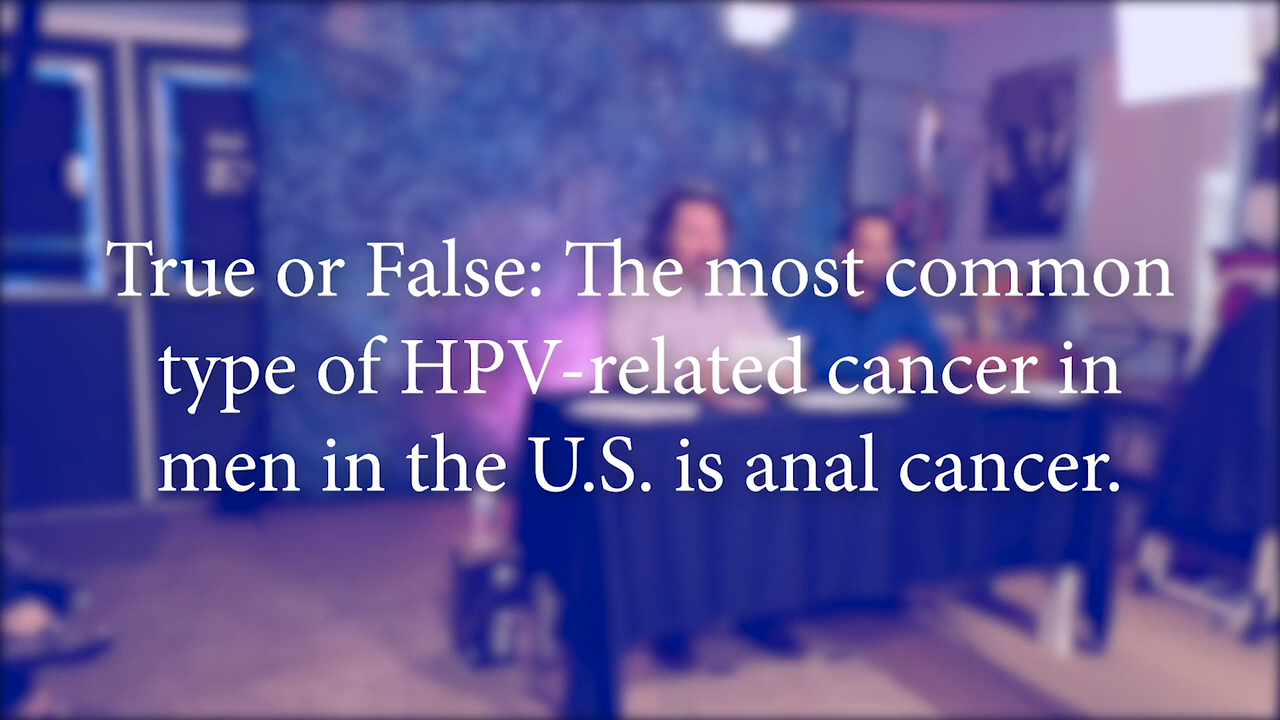 True or False: The most common
type of HPV-related cancer in
men in the U.S. is anal cancer.